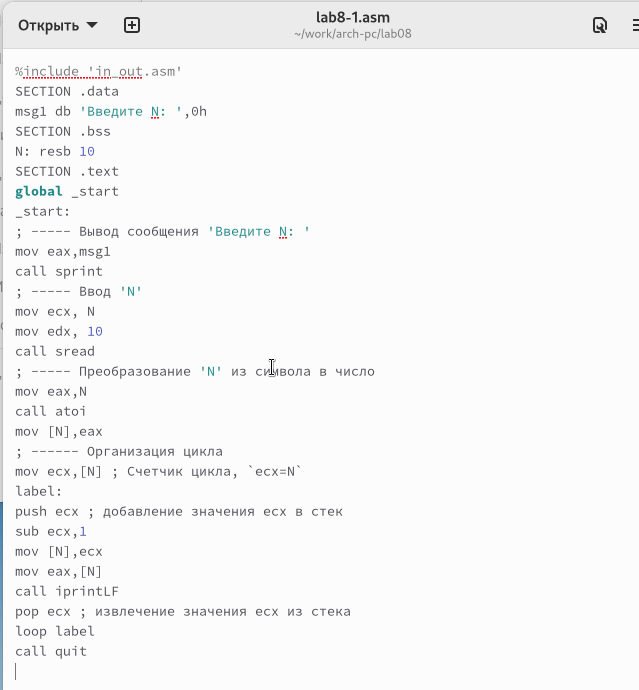 Открыть
lab8-1.asm
~/work/arch-pc/lab08
%include 'in_out.asm'
SECTION .data
msg1 db 'Введите N: ',0h
SECTION .bss
N: resb 10
SECTION .text
global _start
_start:
; ----- Вывод сообщения 'Введите N: '
mov eax,msg1
call sprint
; ----- Ввод 'N'
mov ecx, N
mov edx, 10
call sread
; ----- Преобразование 'N' из символа в число
mov eax,N
call atoi
mov [N],eax
; ------ Организация цикла
mov ecx,[N] ; Счетчик цикла, `ecx=N`
label:
push ecx ; добавление значения ecx в стек
sub ecx,1
mov [N],ecx
mov eax,[N]
call iprintLF
pop ecx ; извлечение значения ecx из стека
loop label
call quit